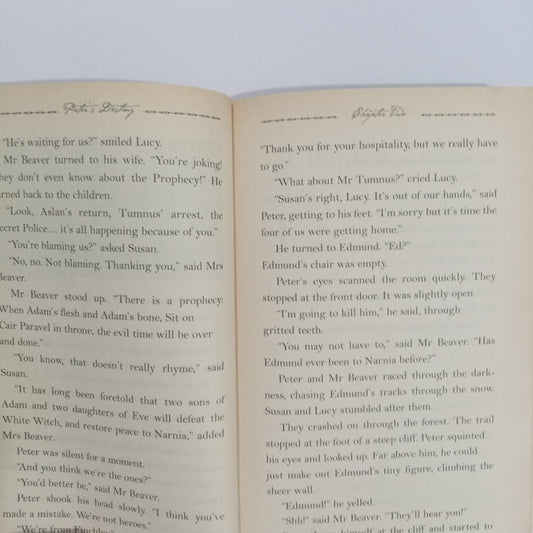 Peter's Destiny
"He's waiting for us?" smiled Lucy.
Mr Beaver turned to his wife. "You're joking!
They don't even know about the Prophecy!" He
turned back to the children.
"Look, Aslan's return, Tumnus' arrest, the
Secret Police… it's all happening because of you."
"You're blaming us?" asked Susan.
"No, no. Not blaming. Thanking you," said Mrs
Beaver.
Mr Beaver stood up. "There is a prophecy:
When Adam's flesh and Adam's bone, Sit on
Cair Paravel in throne, the evil time will be over
and done."
"You know, that doesn't really rhyme," said
Susan.
"It has long been foretold that two sons of
Adam and two daughters of Eve will defeat the
White Witch, and restore peace to Narnia," added
Mrs Beaver.
Peter was silent for a moment.
"And you think we're the ones?"
"You'd better be," said Mr Beaver.
Peter shook his head slowly. "I think you've
made a mistake. We're not heroes."
"We're from Finchley
Chapter Two
"Thank you for your hospitality, but we really have
to go."
"What about Mr Tumnus?" cried Lucy.
"Susan's right, Lucy. It's out of our hands," said
Peter, getting to his feet. "I'm sorry but it's time the
four of us were getting home."
He turned to Edmund. "Ed?"
Edmund's chair was empty.
Peter's eyes scanned the room quickly. They
stopped at the front door. It was slightly open.
"I'm going to kill him," he said, through
gritted teeth.
"You may not have to," said Mr Beaver. "Has
Edmund ever been to Narnia before?"
Peter and Mr Beaver raced through the dark-
ness, chasing Edmund's tracks through the snow.
Susan and Lucy stumbled after them.
They crashed on through the forest. The trail
stopped at the foot of a steep cliff. Peter squinted
his eyes and looked up. Far above him, he could
just make out Edmund's tiny figure, climbing the
sheer wall.
"Edmund!" he yelled.
"Shh!" said Mr Beaver. "They'll hear you!"
himself at the cliff and started to